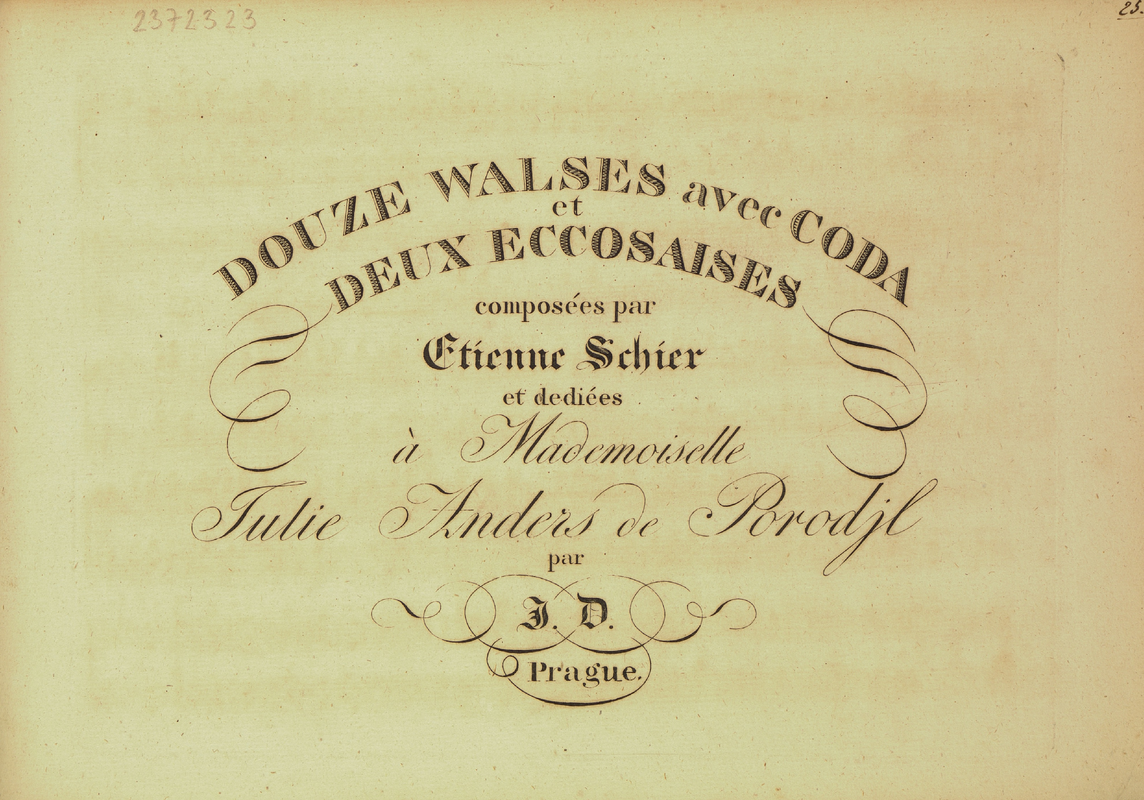 2372323
25.
DOUZE WALSES avec CODA
et
DEUX ECCOSAISES
composées par
Etienne Schier
et dediées
à Mademoiselle
Julie Anders de Porodjl
par
J. D.
Prague.